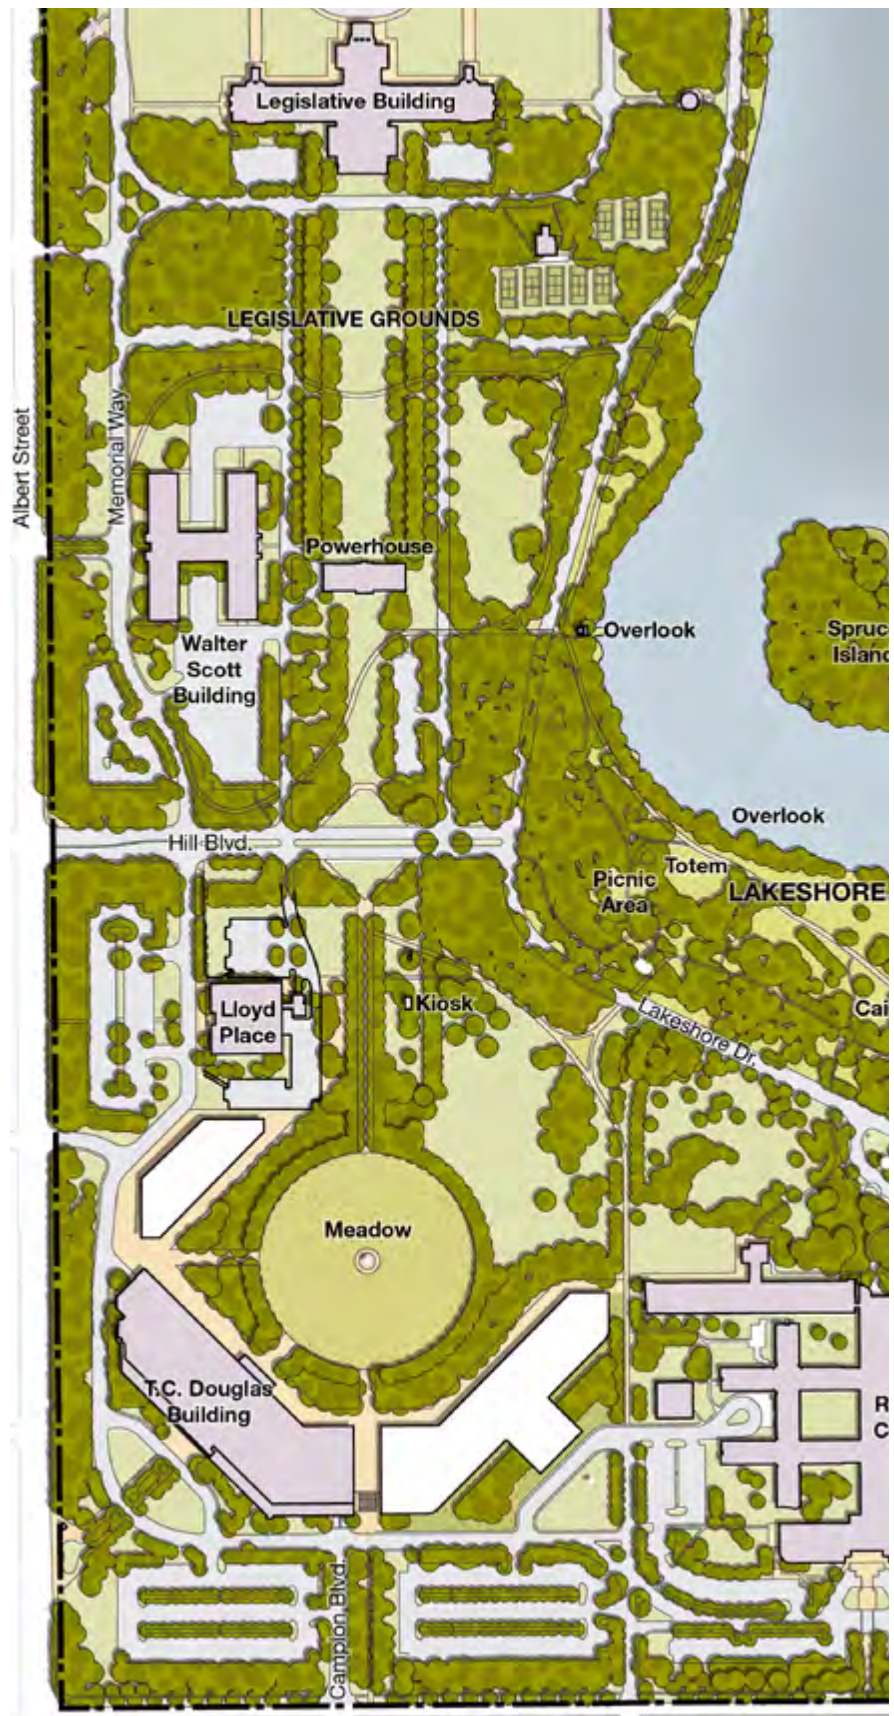 Legislative Building
LEGISLATIVE GROUNDS
Albert Street
Memorial Way
Powerhouse
Overlook
Walter
Scott
Building
Overlook
Hill Blvd.
Totem
Picnic
Area
LAKESHORE
Kiosk
Lloyd
Place
Lakeshore Dr.
Meadow
T.C. Douglas
Building
Campion Blvd.